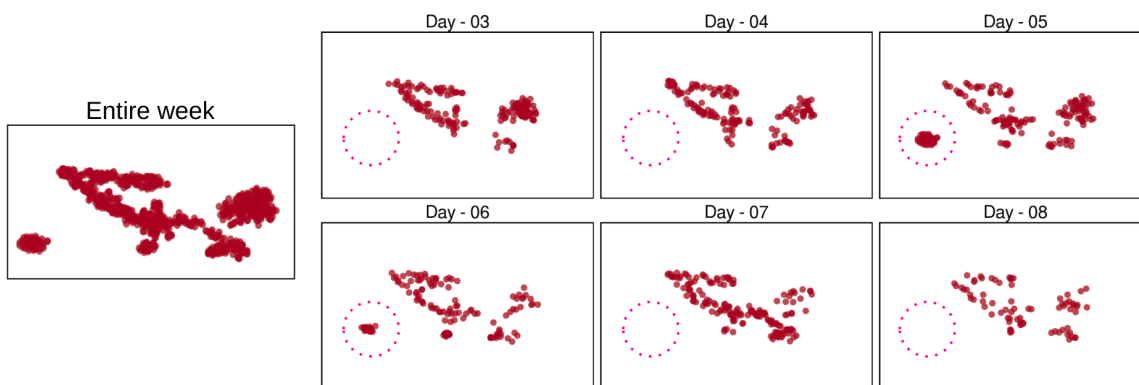 Entire week
Day - 03
Day - 04
Day - 05
Day - 06
Day - 07
Day - 08